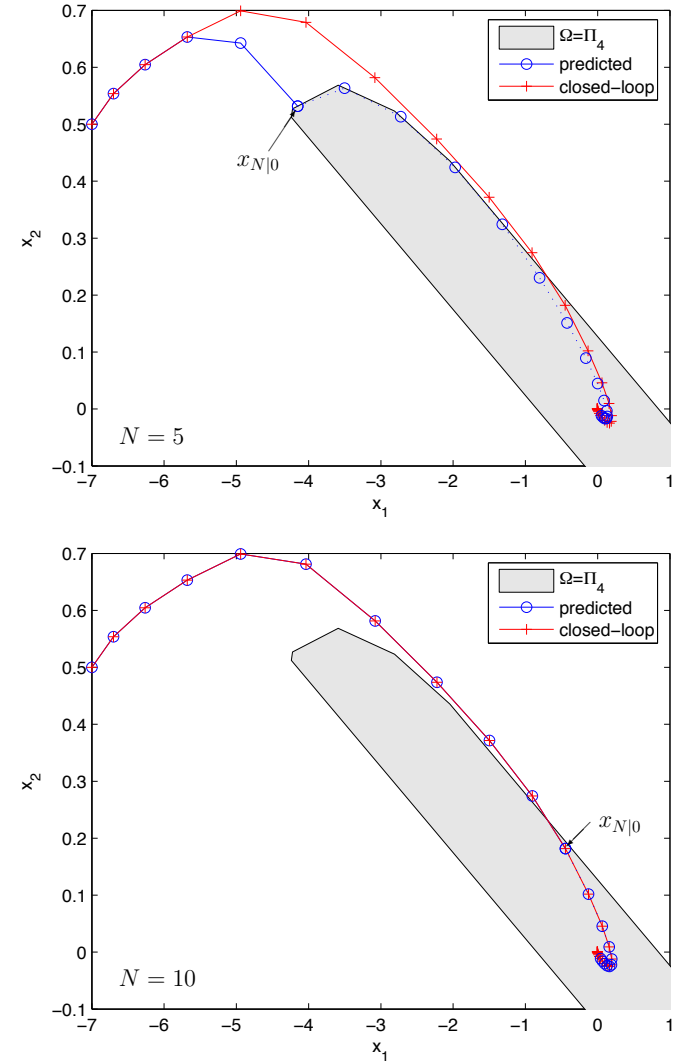 0.7
0.6
0.5
0.4
0.3
0.2
0.1
0
−0.1
x₂
−7 −6 −5 −4 −3 −2 −1 0 1
x₁
Ω=Π₄
predicted
closed−loop
x_{N|0}
N = 5
0.7
0.6
0.5
0.4
0.3
0.2
0.1
0
−0.1
x₂
−7 −6 −5 −4 −3 −2 −1 0 1
x₁
Ω=Π₄
predicted
closed−loop
x_{N|0}
N = 10